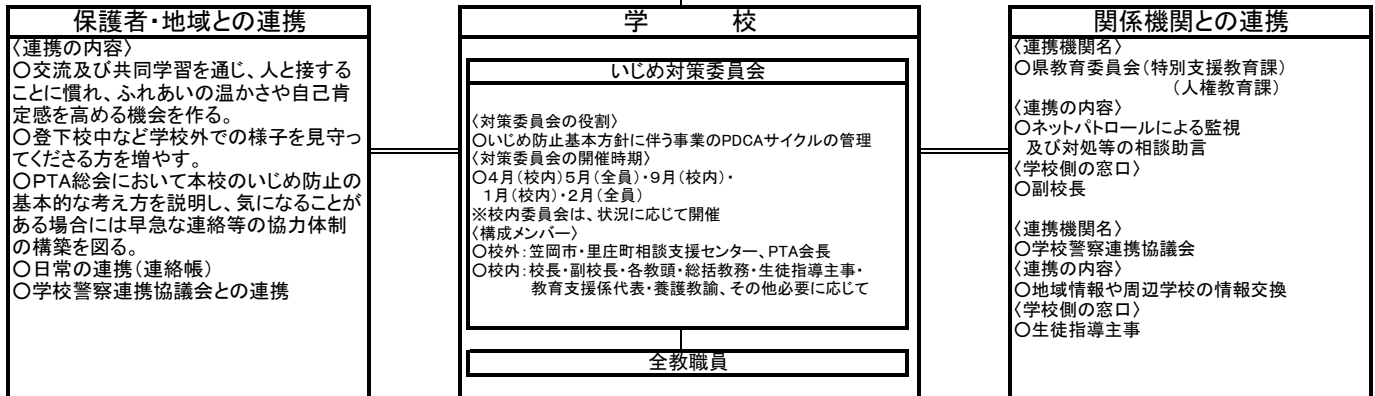 保護者・地域との連携
〈連携の内容〉
○交流及び共同学習を通じ、人と接する
ことに慣れ、ふれあいの温かさや自己肯
定感を高める機会を作る。
○登下校中など学校外での様子を見守っ
てくださる方を増やす。
○PTA総会において本校のいじめ防止の
基本的な考え方を説明し、気になることが
ある場合には早急な連絡等の協力体制
の構築を図る。
○日常の連携（連絡帳）
○学校警察連携協議会との連携
学　　　校
いじめ対策委員会
〈対策委員会の役割〉
○いじめ防止基本方針に伴う事業のPDCAサイクルの管理
〈対策委員会の開催時期〉
○４月（校内）５月（全員）・９月（校内）・
１月（校内）・２月（全員）
※校内委員会は、状況に応じて開催
〈構成メンバー〉
○校外：笠岡市・里庄町相談支援センター、PTA会長
○校内：校長・副校長・各教頭・総括教務・生徒指導主事・
教育支援係代表・養護教諭、その他必要に応じて
全教職員
関係機関との連携
〈連携機関名〉
○県教育委員会（特別支援教育課）
（人権教育課）
〈連携の内容〉
○ネットパトロールによる監視
及び対処等の相談助言
〈学校側の窓口〉
○副校長
〈連携機関名〉
○学校警察連携協議会
〈連携の内容〉
○地域情報や周辺学校の情報交換
〈学校側の窓口〉
○生徒指導主事